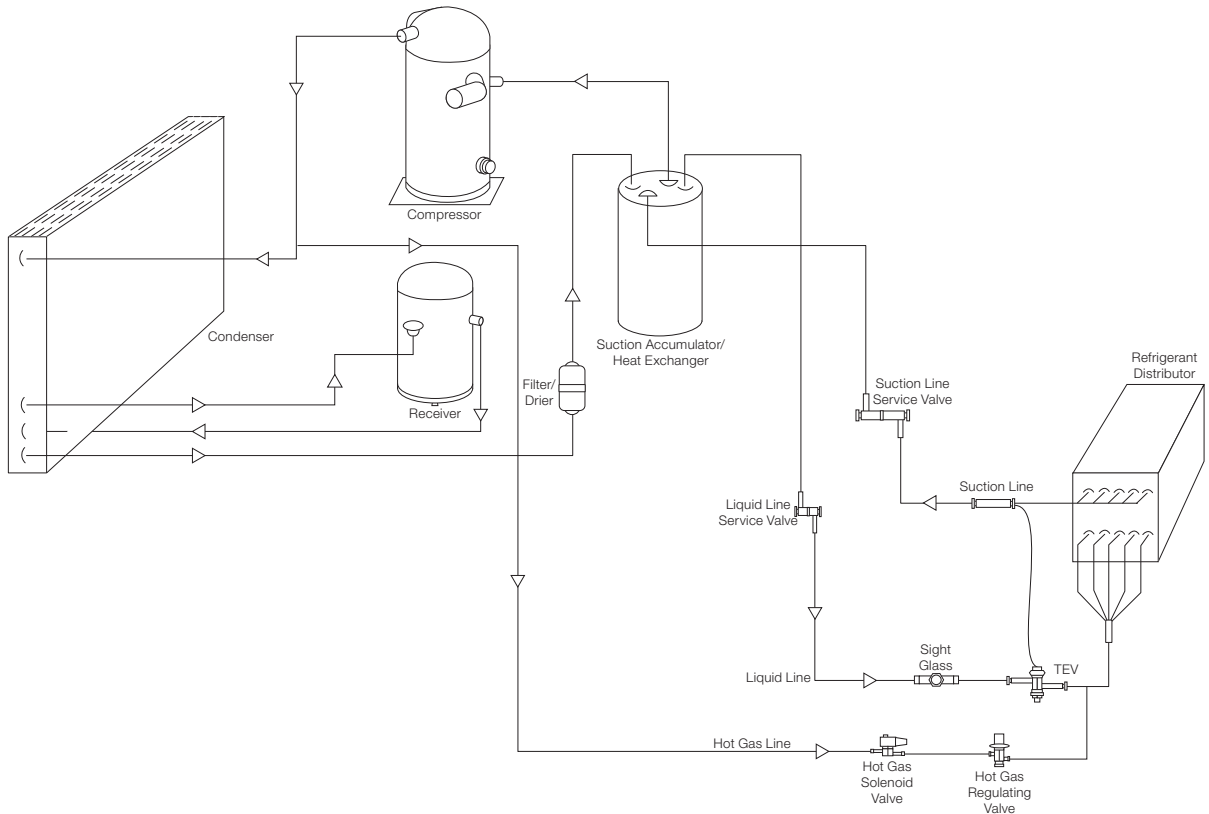 Compressor
Condenser
Receiver
Filter/
Drier
Suction Accumulator/
Heat Exchanger
Suction Line
Service Valve
Refrigerant
Distributor
Suction Line
Liquid Line
Service Valve
Sight
Glass
TEV
Liquid Line
Hot Gas Line
Hot Gas
Solenoid
Valve
Hot Gas
Regulating
Valve